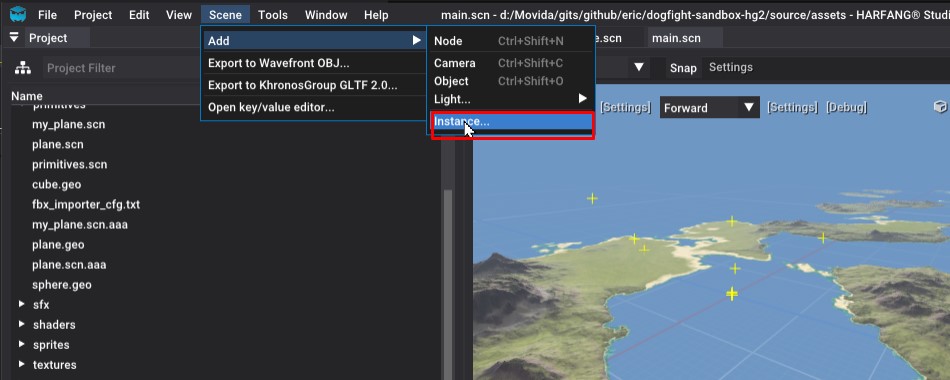 File Project Edit View Scene Tools Window Help main.scn - d:/Movida/gits/github/eric/dogfight-sandbox-hg2/source/assets - HARFANG® Studi
Project
e.scn main.scn
Project Filter
Snap Settings
Name
primitives
my_plane.scn
plane.scn
primitives.scn
cube.geo
fbx_importer_cfg.txt
my_plane.scn.aaa
plane.geo
plane.scn.aaa
sphere.geo
sfx
shaders
sprites
textures
Add
Export to Wavefront OBJ...
Export to KhronosGroup GLTF 2.0...
Open key/value editor...
Node Ctrl+Shift+N
Camera Ctrl+Shift+C
Object Ctrl+Shift+O
Light...
Instance...
[Settings] Forward [Settings] [Debug]